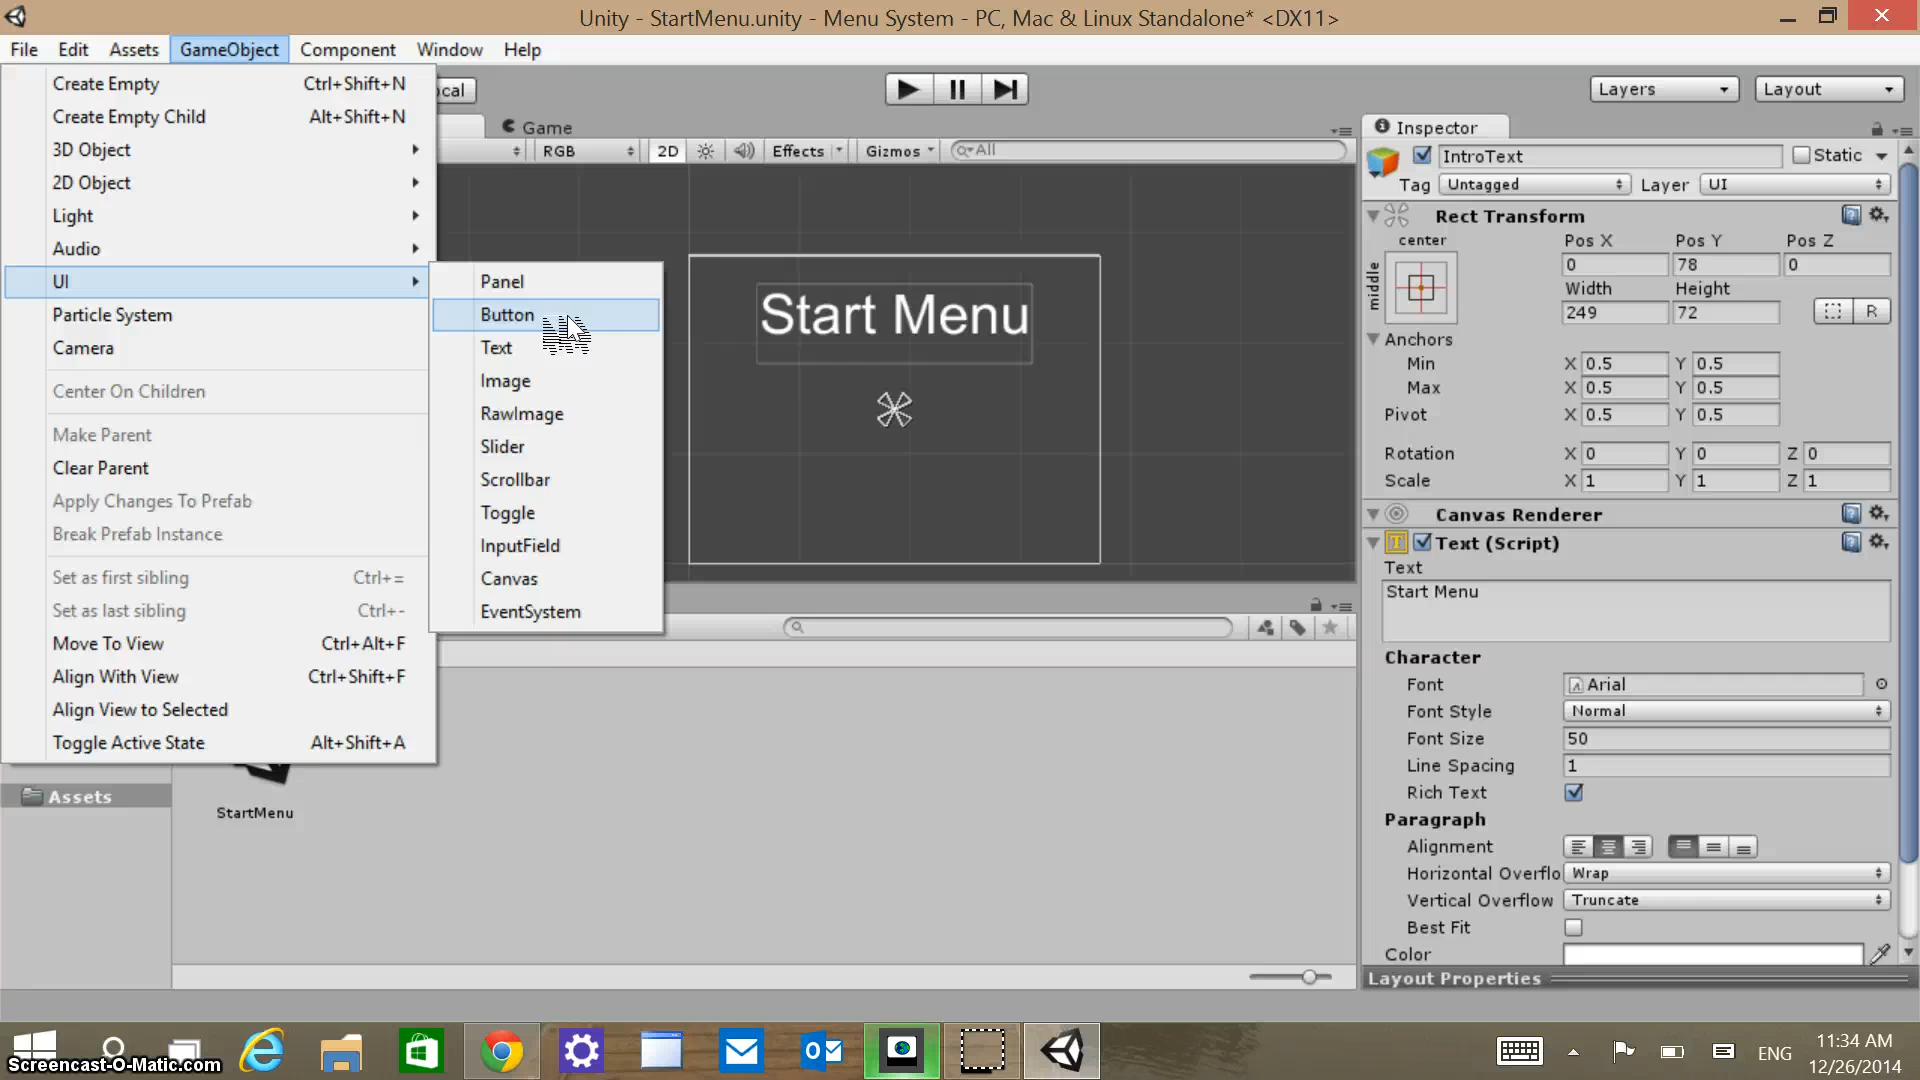 Unity - StartMenu.unity - Menu System - PC, Mac & Linux Standalone* <DX11>
File Edit Assets GameObject Component Window Help
Create Empty Ctrl+Shift+N
Create Empty Child Alt+Shift+N
3D Object
2D Object
Light
Audio
UI
Particle System
Camera
Center On Children
Make Parent
Clear Parent
Apply Changes To Prefab
Break Prefab Instance
Set as first sibling Ctrl+=
Set as last sibling Ctrl+-
Move To View Ctrl+Alt+F
Align With View Ctrl+Shift+F
Align View to Selected
Toggle Active State Alt+Shift+A
Panel
Button
Text
Image
RawImage
Slider
Scrollbar
Toggle
InputField
Canvas
EventSystem
cal
Layers
Layout
Game
RGB 2D Effects Gizmos All
Start Menu
Assets
StartMenu
Inspector
IntroText Static
Tag Untagged Layer UI
Rect Transform
center
middle
Pos X Pos Y Pos Z
0 78 0
Width Height
249 72
R
Anchors
Min X 0.5 Y 0.5
Max X 0.5 Y 0.5
Pivot X 0.5 Y 0.5
Rotation X 0 Y 0 Z 0
Scale X 1 Y 1 Z 1
Canvas Renderer
Text (Script)
Text
Start Menu
Character
Font Arial
Font Style Normal
Font Size 50
Line Spacing 1
Rich Text
Paragraph
Alignment
Horizontal Overflo Wrap
Vertical Overflow Truncate
Best Fit
Color
Layout Properties
Screencast-O-Matic.com
ENG
11:34 AM
12/26/2014